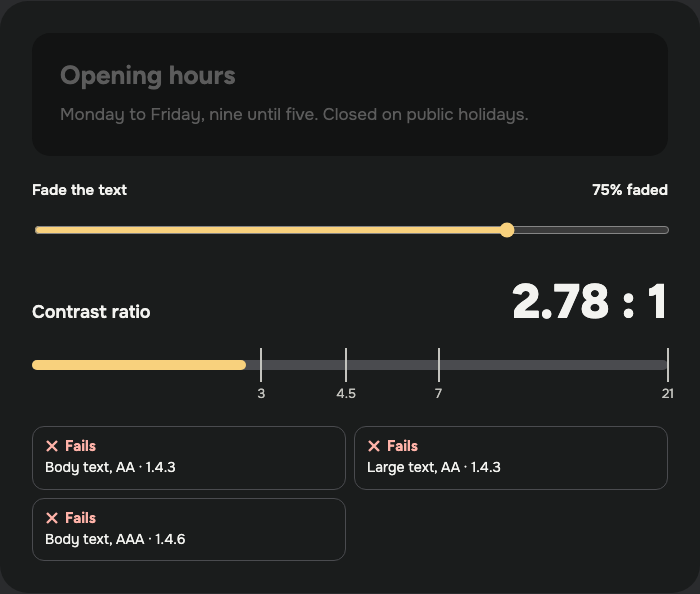 Opening hours
Monday to Friday, nine until five. Closed on public holidays.
Fade the text 75% faded
Contrast ratio 2.78 : 1
3 4.5 7 21
✕ Fails
Body text, AA · 1.4.3
✕ Fails
Large text, AA · 1.4.3
✕ Fails
Body text, AAA · 1.4.6